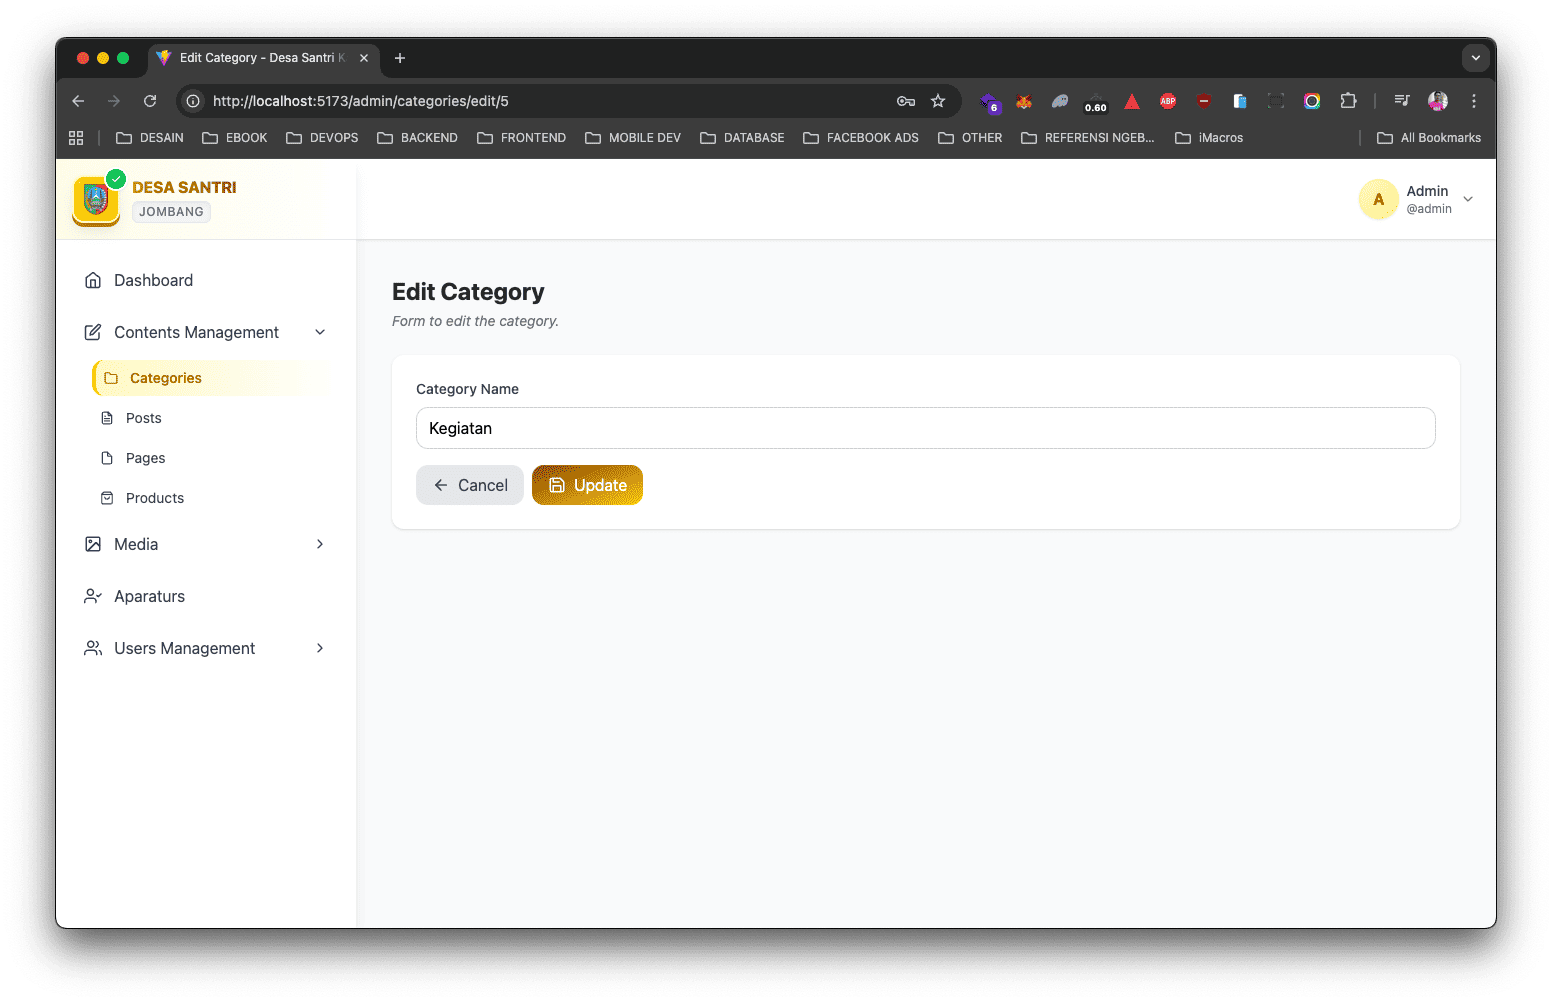 Edit Category - Desa Santri K
http://localhost:5173/admin/categories/edit/5
6
0.60
ABP
DESAIN
EBOOK
DEVOPS
BACKEND
FRONTEND
MOBILE DEV
DATABASE
FACEBOOK ADS
OTHER
REFERENSI NGEB...
iMacros
All Bookmarks
DESA SANTRI
JOMBANG
A
Admin
@admin
Dashboard
Contents Management
Categories
Posts
Pages
Products
Media
Aparaturs
Users Management
Edit Category
Form to edit the category.
Category Name
Kegiatan
Cancel
Update